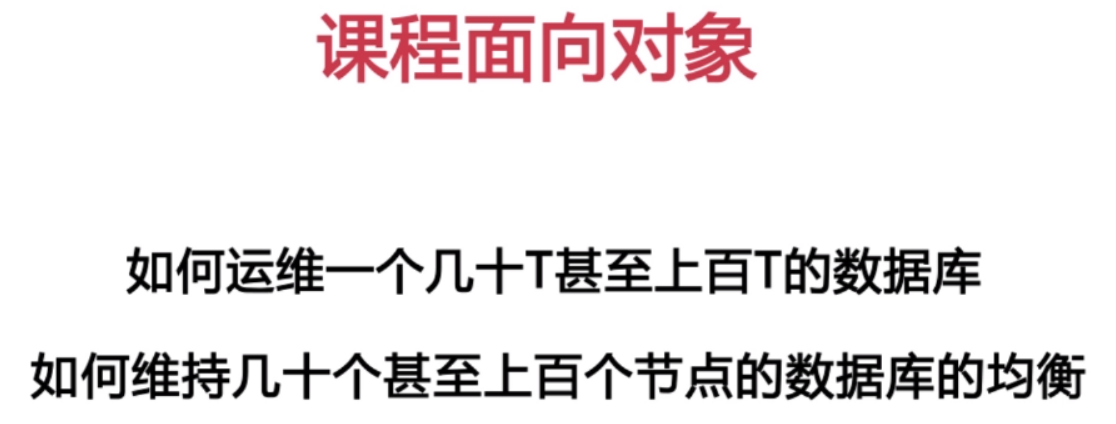 课程面向对象
如何运维一个几十T甚至上百T的数据库
如何维持几十个甚至上百个节点的数据库的均衡